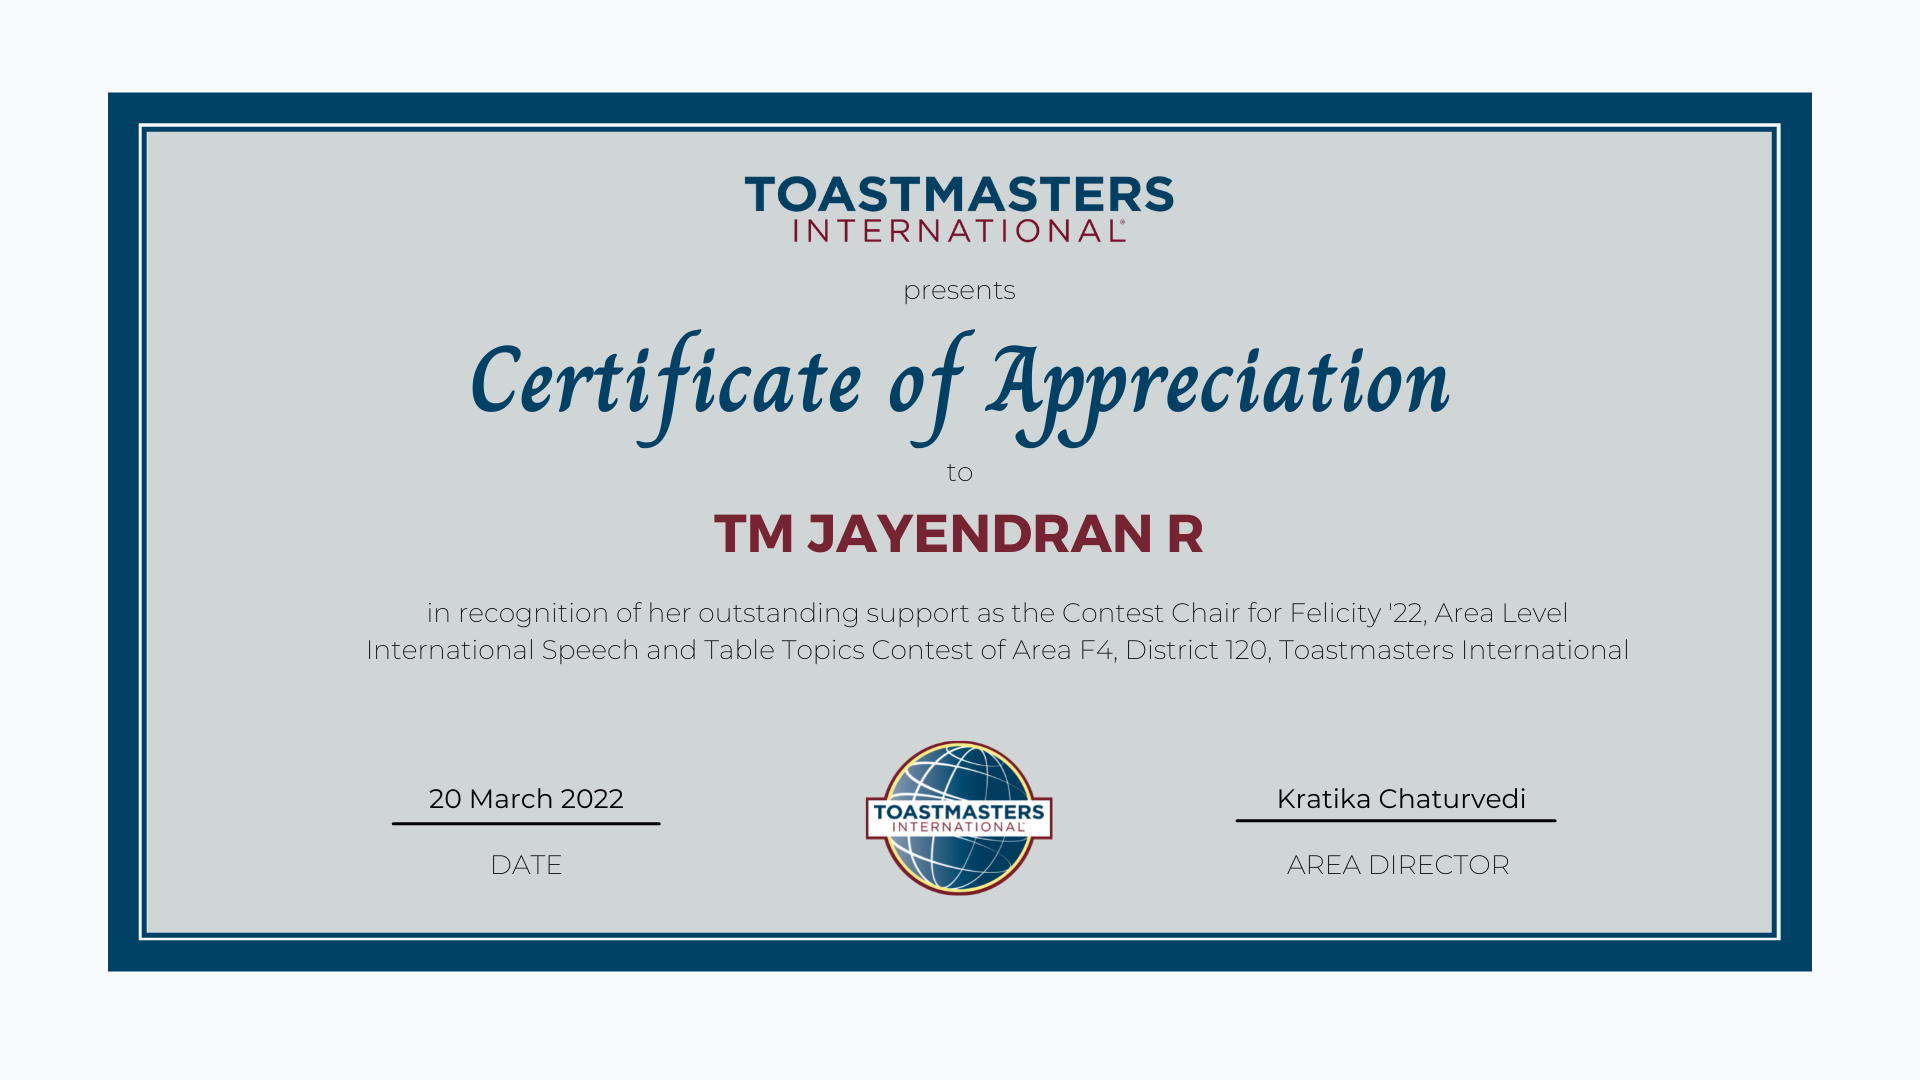 TOASTMASTERS
INTERNATIONAL®
presents
Certificate of Appreciation
to
TM JAYENDRAN R
in recognition of her outstanding support as the Contest Chair for Felicity '22, Area Level
International Speech and Table Topics Contest of Area F4, District 120, Toastmasters International
20 March 2022
DATE
TOASTMASTERS
INTERNATIONAL
Kratika Chaturvedi
AREA DIRECTOR